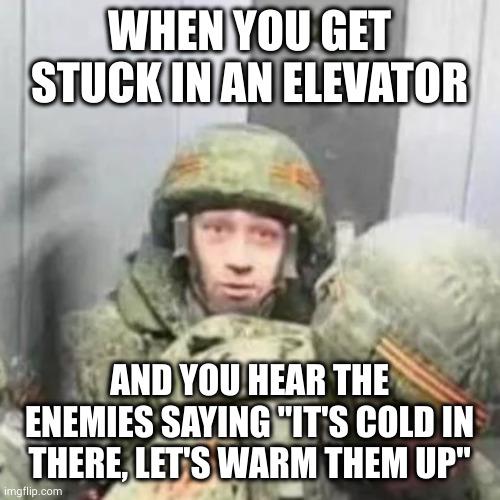 WHEN YOU GET
STUCK IN AN ELEVATOR
AND YOU HEAR THE
ENEMIES SAYING "IT'S COLD IN
THERE, LET'S WARM THEM UP"
imgflip.com